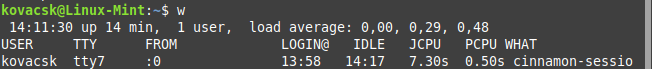 kovacsk@Linux-Mint:~$ w
 14:11:30 up 14 min,  1 user,  load average: 0,00, 0,29, 0,48
USER     TTY      FROM             LOGIN@   IDLE   JCPU   PCPU WHAT
kovacsk  tty7     :0               13:58   14:17   7.30s  0.50s cinnamon-sessio